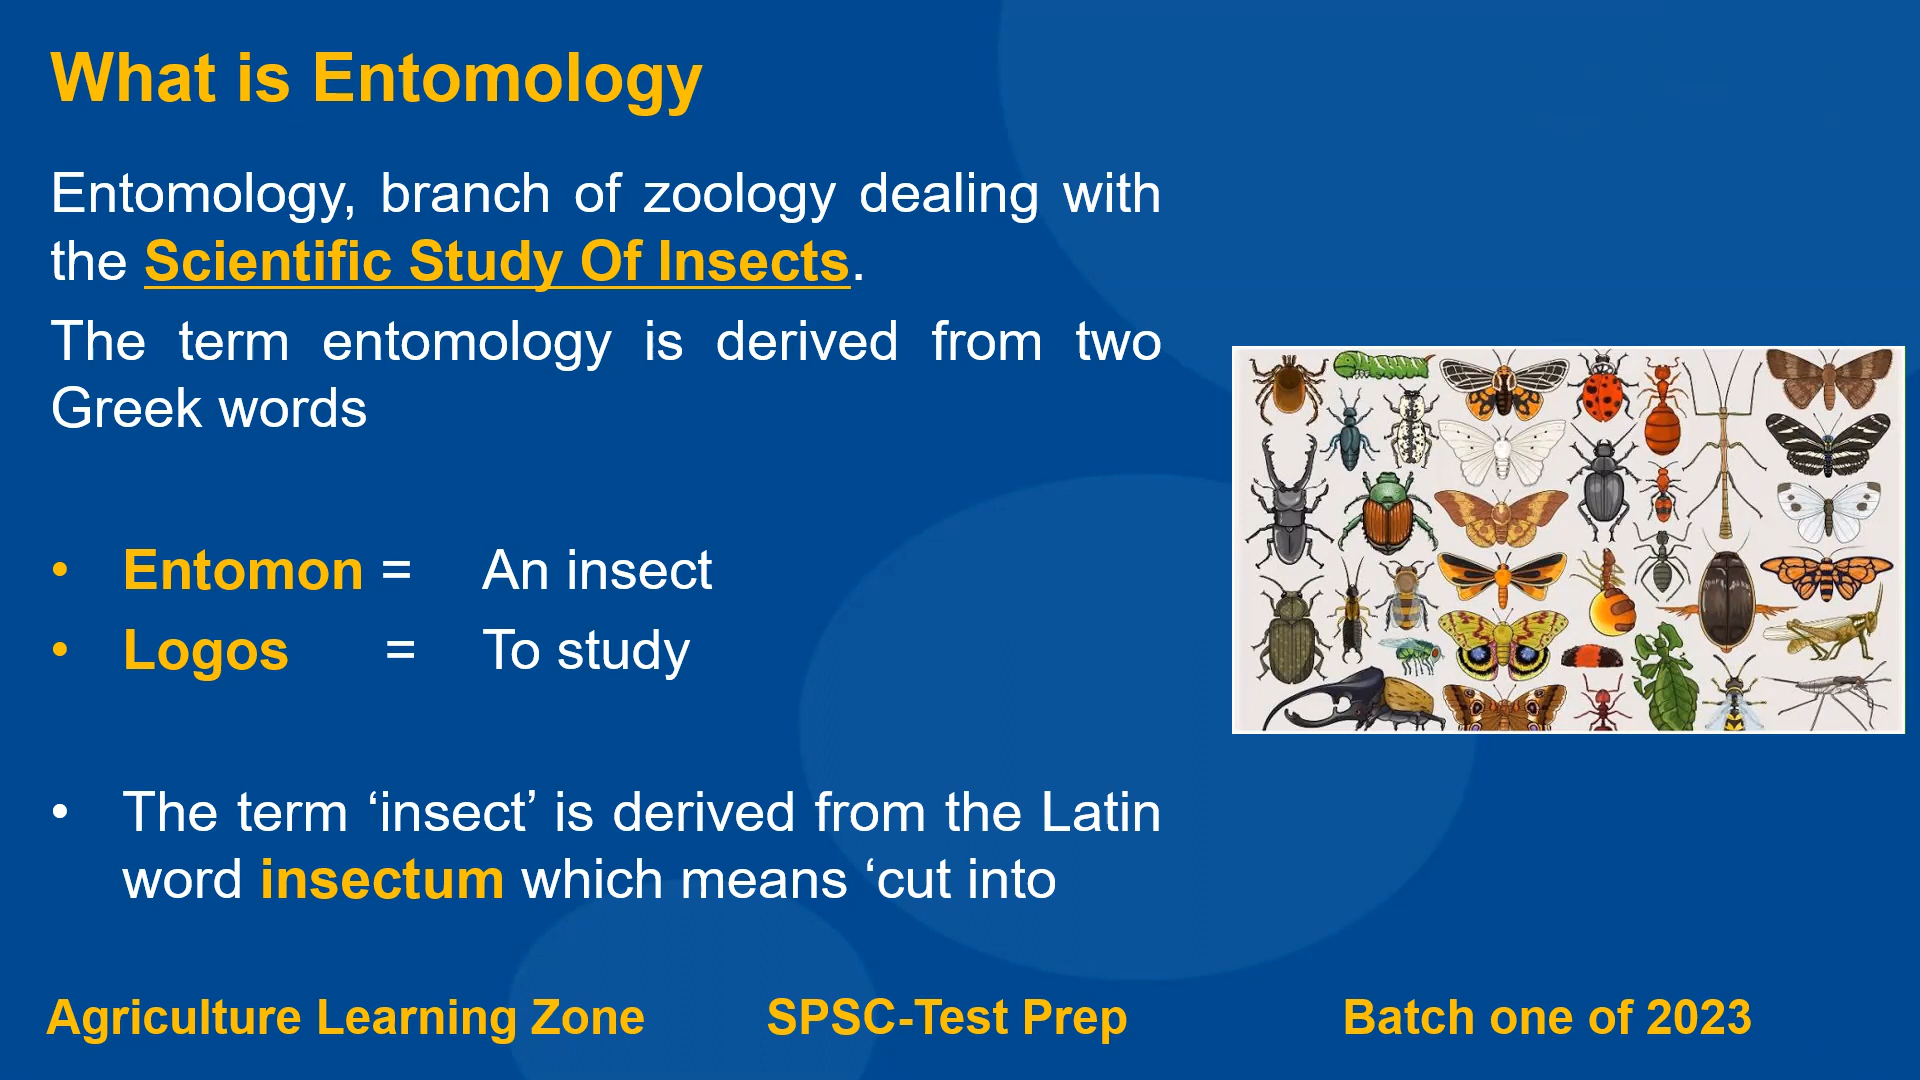 What is Entomology
Entomology, branch of zoology dealing with
the Scientific Study Of Insects.
The term entomology is derived from two
Greek words
• Entomon = An insect
• Logos = To study
• The term ‘insect’ is derived from the Latin
word insectum which means ‘cut into
Agriculture Learning Zone SPSC-Test Prep Batch one of 2023